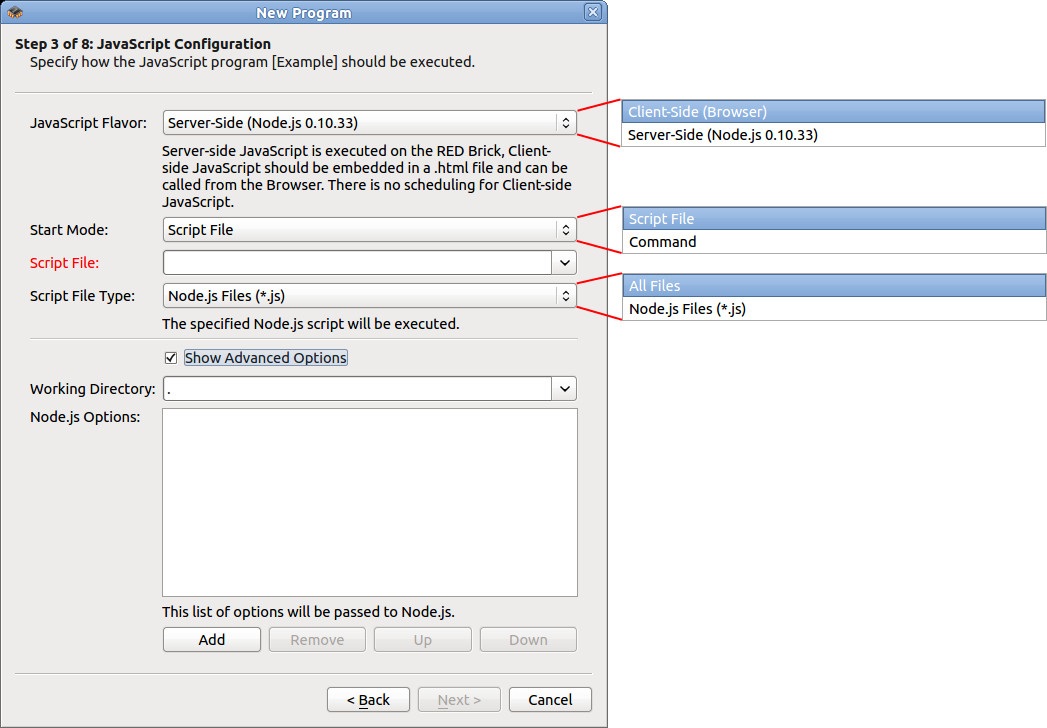 New Program
Step 3 of 8: JavaScript Configuration
Specify how the JavaScript program [Example] should be executed.
JavaScript Flavor:
Server-Side (Node.js 0.10.33)
Client-Side (Browser)
Server-Side (Node.js 0.10.33)
Server-side JavaScript is executed on the RED Brick, Client-
side JavaScript should be embedded in a .html file and can be
called from the Browser. There is no scheduling for Client-side
JavaScript.
Start Mode:
Script File
Script File
Command
Script File:
Script File Type:
Node.js Files (*.js)
All Files
Node.js Files (*.js)
The specified Node.js script will be executed.
Show Advanced Options
Working Directory:
.
Node.js Options:
This list of options will be passed to Node.js.
Add
Remove
Up
Down
< Back
Next >
Cancel